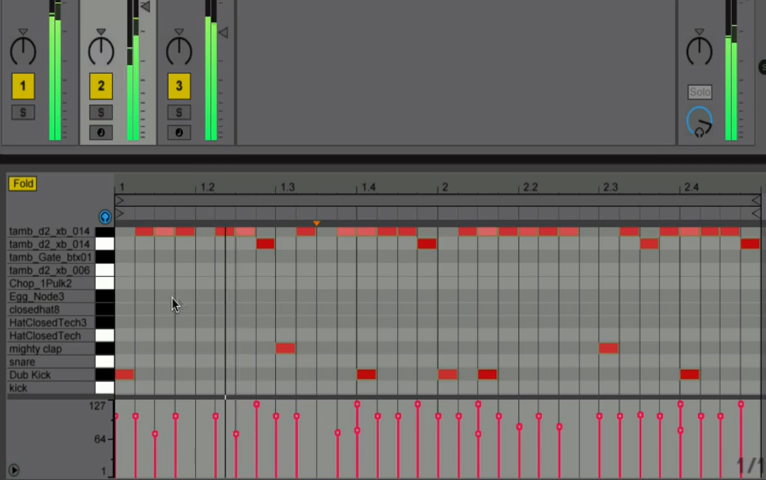 1 2 3
S S S
Solo
Fold
1 1.2 1.3 1.4 2 2.2 2.3 2.4
tamb_d2_xb_014
tamb_d2_xb_014
tamb_Gate_btx01
tamb_d2_xb_006
Chop_1Pulk2
Egg_Node3
closedhat8
HatClosedTech3
HatClosedTech
mighty clap
snare
Dub Kick
kick
127
64
1
1/1